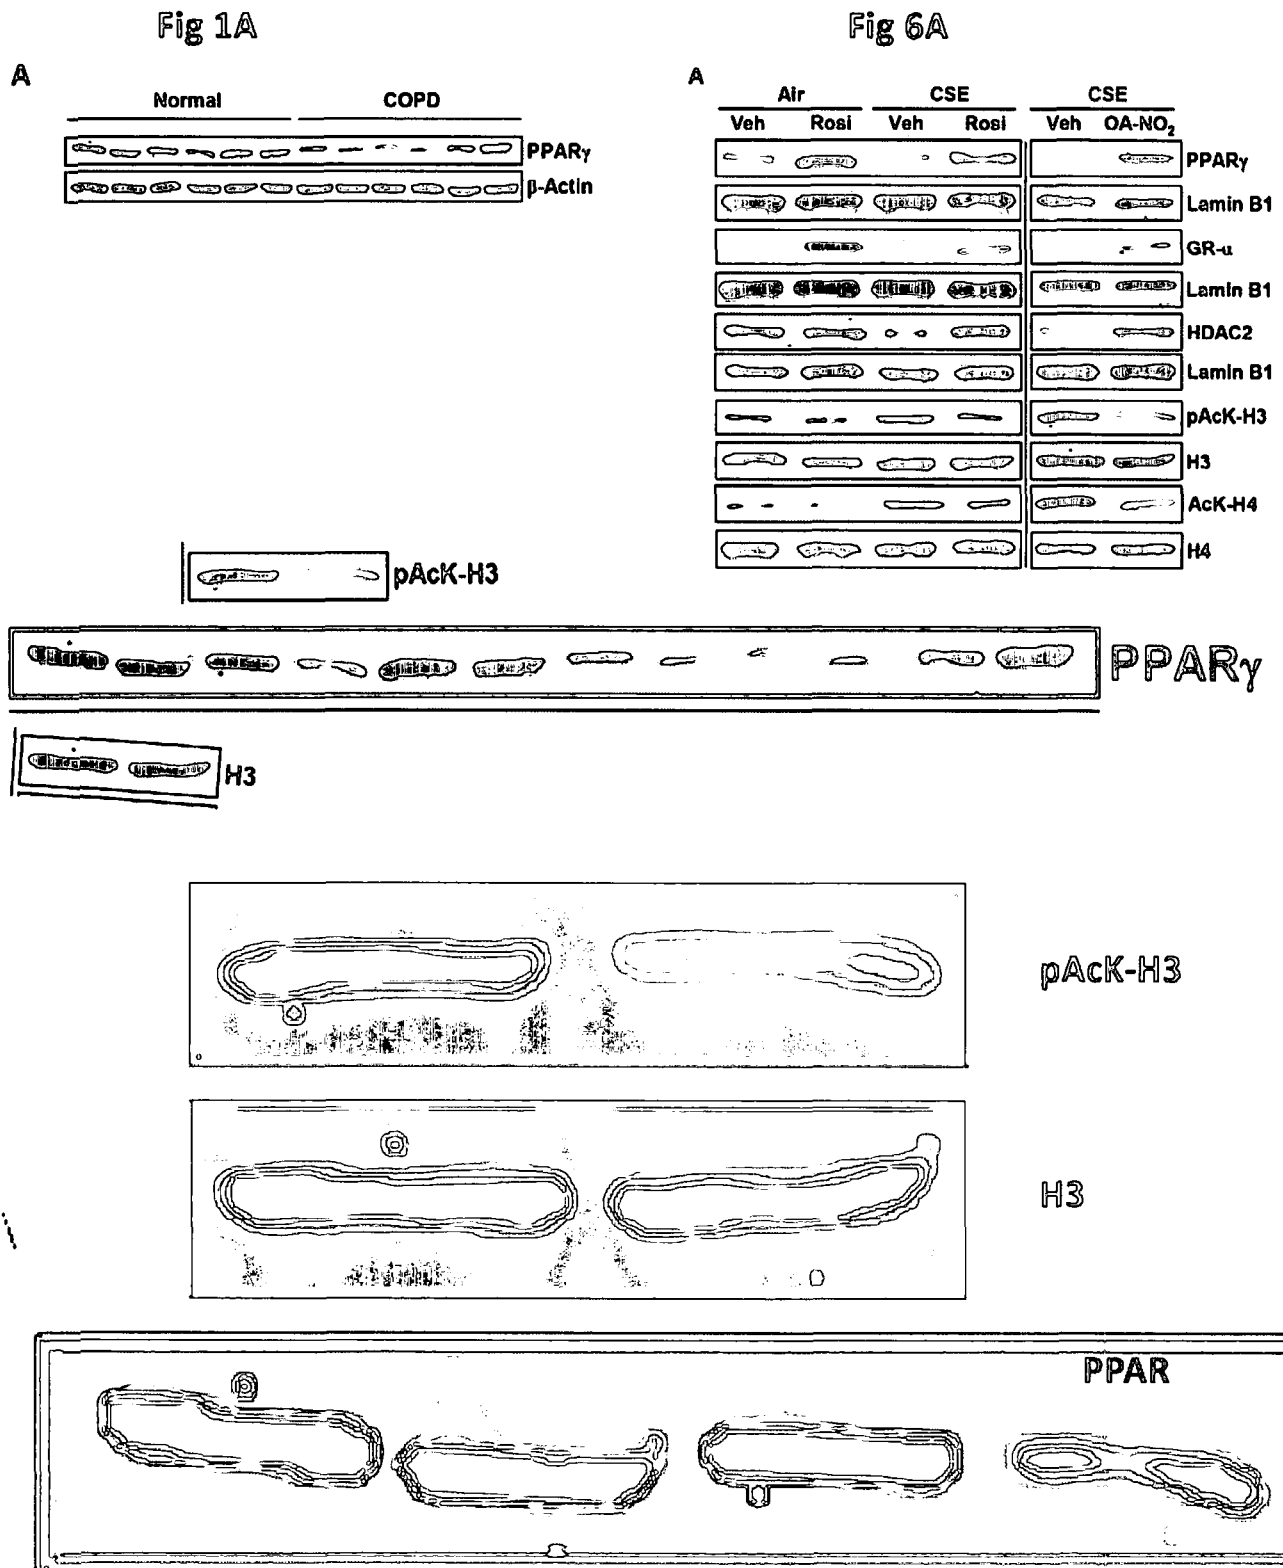 Fig 1A
A
Normal COPD
PPARγ
β-Actin
Fig 6A
A
Air CSE CSE
Veh Rosi Veh Rosi Veh OA-NO₂
PPARγ
Lamin B1
GR-α
Lamin B1
HDAC2
Lamin B1
pAcK-H3
H3
AcK-H4
H4
pAcK-H3
PPARγ
H3
pAcK-H3
H3
PPAR